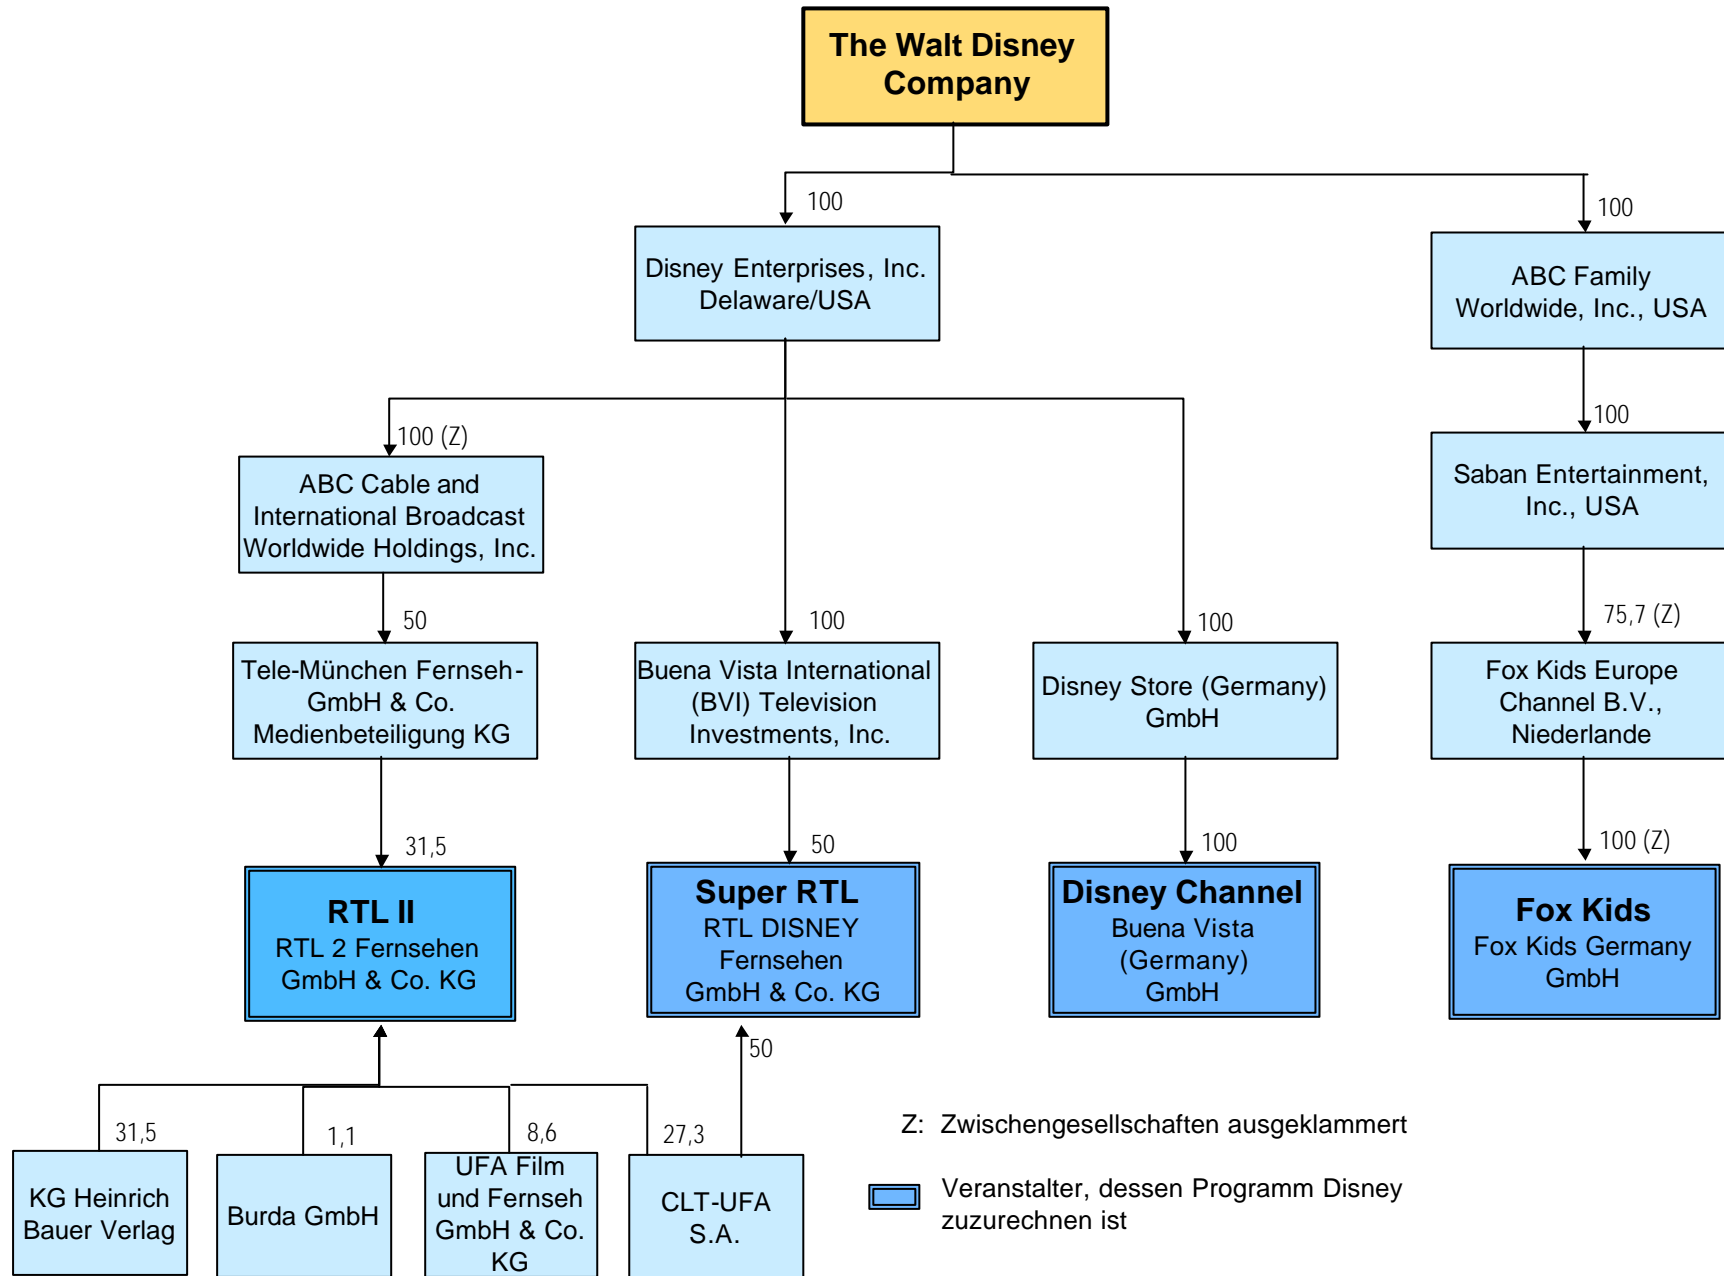 The Walt Disney
Company
100
100
Disney Enterprises, Inc.
Delaware/USA
ABC Family
Worldwide, Inc., USA
100 (Z)
100
ABC Cable and
International Broadcast
Worldwide Holdings, Inc.
Saban Entertainment,
Inc., USA
50
100
100
75,7 (Z)
Tele-München Fernseh-
GmbH & Co.
Medienbeteiligung KG
Buena Vista International
(BVI) Television
Investments, Inc.
Disney Store (Germany)
GmbH
Fox Kids Europe
Channel B.V.,
Niederlande
31,5
50
100
100 (Z)
RTL II
RTL 2 Fernsehen
GmbH & Co. KG
Super RTL
RTL DISNEY
Fernsehen
GmbH & Co. KG
Disney Channel
Buena Vista
(Germany)
GmbH
Fox Kids
Fox Kids Germany
GmbH
50
31,5
1,1
8,6
27,3
KG Heinrich
Bauer Verlag
Burda GmbH
UFA Film
und Fernseh
GmbH & Co.
KG
CLT-UFA
S.A.
Z: Zwischengesellschaften ausgeklammert
Veranstalter, dessen Programm Disney
zuzurechnen ist